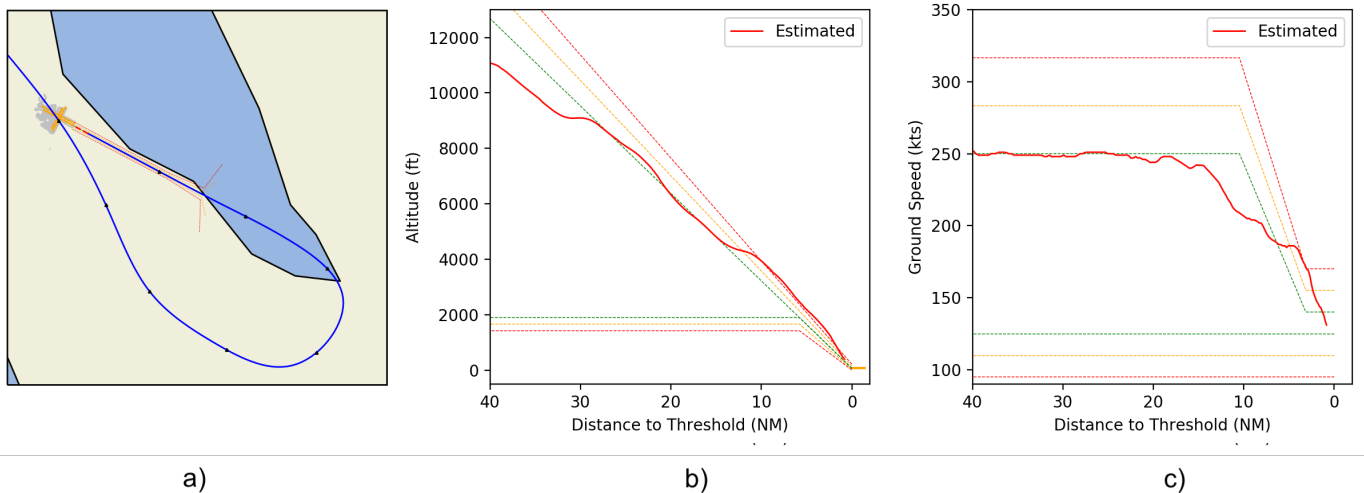 Altitude (ft)
12000
10000
8000
6000
4000
2000
0
40
30
20
10
0
Distance to Threshold (NM)
Estimated
Ground Speed (kts)
350
300
250
200
150
100
40
30
20
10
0
Distance to Threshold (NM)
Estimated
a)
b)
c)